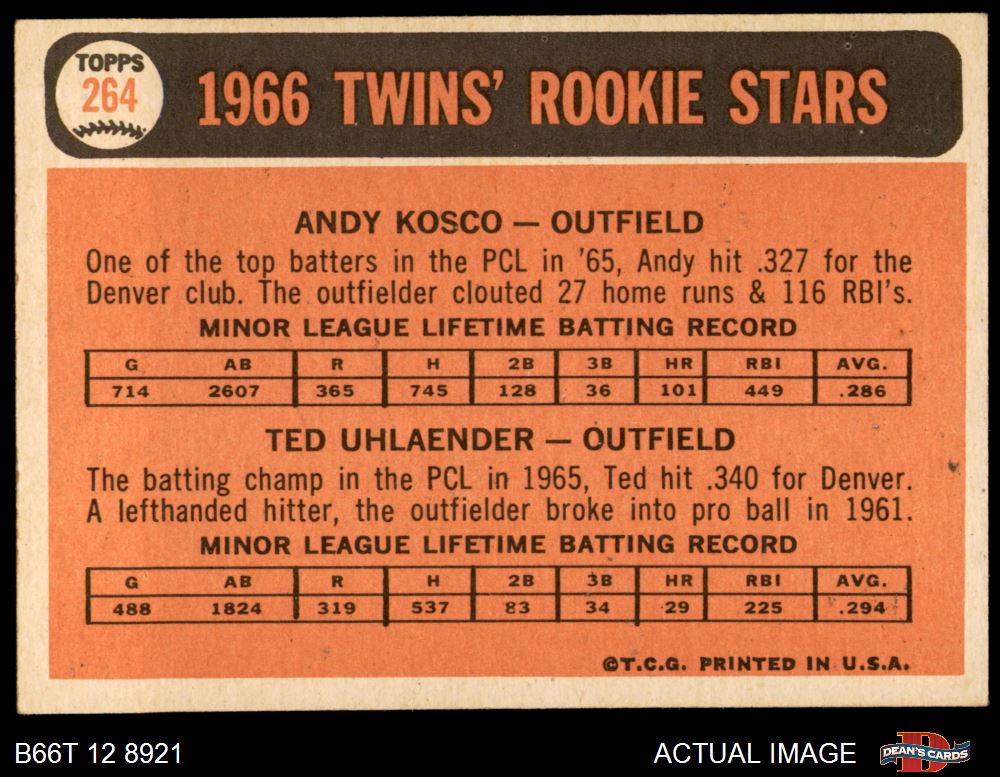 TOPPS
264
1966 TWINS' ROOKIE STARS
ANDY KOSCO — OUTFIELD
One of the top batters in the PCL in '65, Andy hit .327 for the
Denver club. The outfielder clouted 27 home runs & 116 RBI's.
MINOR LEAGUE LIFETIME BATTING RECORD
G AB R H 2B 3B HR RBI AVG.
714 2607 365 745 128 36 101 449 .286
TED UHLAENDER — OUTFIELD
The batting champ in the PCL in 1965, Ted hit .340 for Denver.
A lefthanded hitter, the outfielder broke into pro ball in 1961.
MINOR LEAGUE LIFETIME BATTING RECORD
G AB R H 2B 3B HR RBI AVG.
488 1824 319 537 83 34 29 225 .294
©T.C.G. PRINTED IN U.S.A.
B66T 12 8921
ACTUAL IMAGE
DEAN'S CARDS